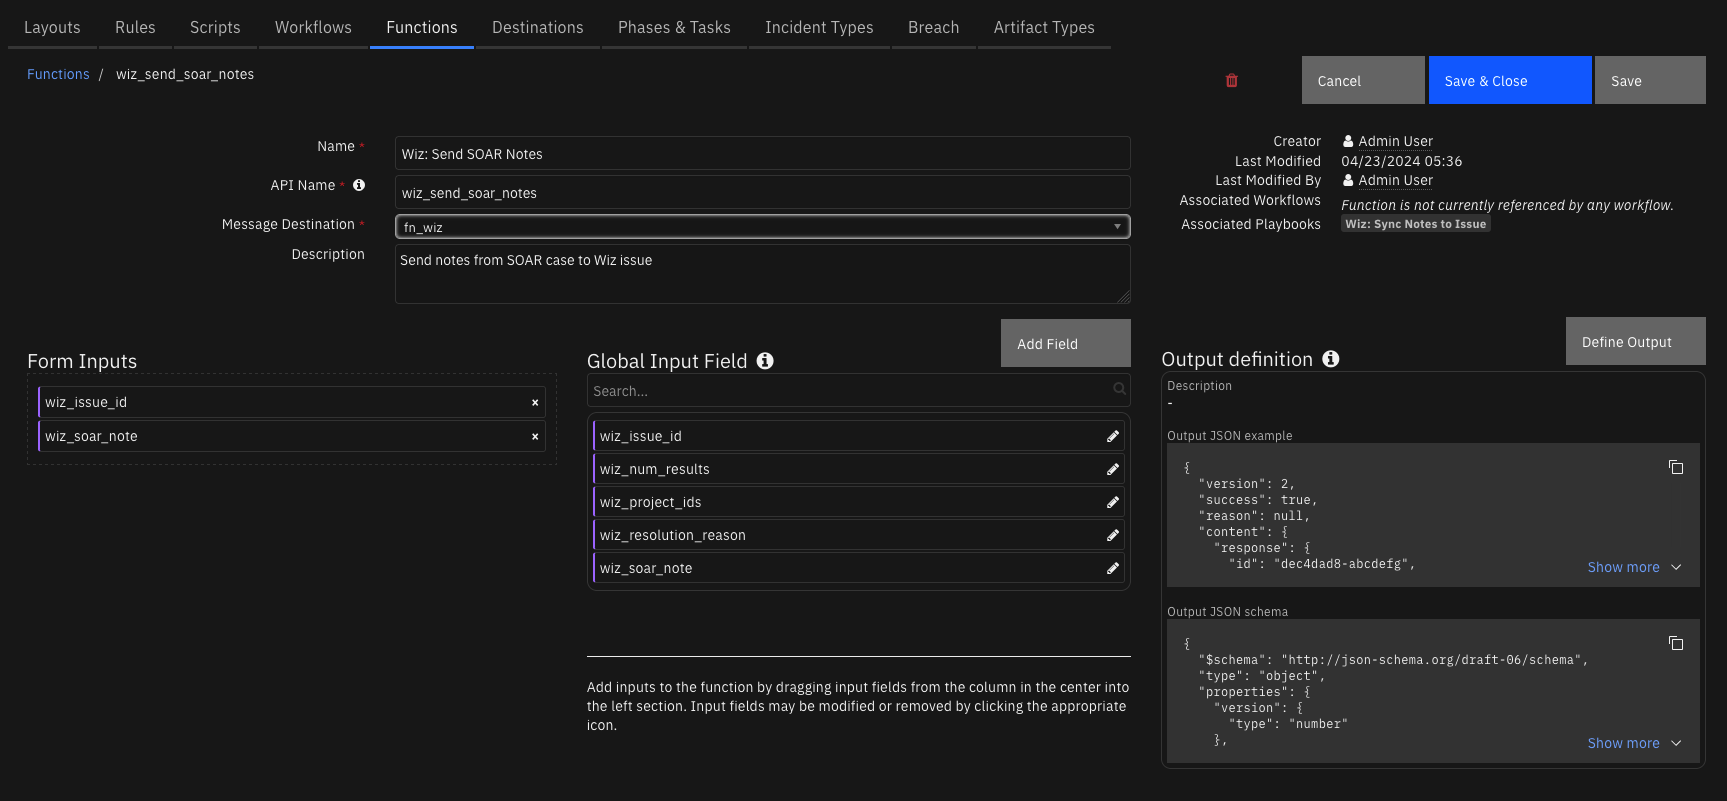 Layouts Rules Scripts Workflows Functions Destinations Phases & Tasks Incident Types Breach Artifact Types
Functions / wiz_send_soar_notes
Cancel Save & Close Save
Name * Wiz: Send SOAR Notes
API Name * wiz_send_soar_notes
Message Destination * fn_wiz
Description Send notes from SOAR case to Wiz issue
Creator Admin User
Last Modified 04/23/2024 05:36
Last Modified By Admin User
Associated Workflows Function is not currently referenced by any workflow.
Associated Playbooks Wiz: Sync Notes to Issue
Form Inputs
wiz_issue_id ×
wiz_soar_note ×
Global Input Field
Add Field
Search...
wiz_issue_id
wiz_num_results
wiz_project_ids
wiz_resolution_reason
wiz_soar_note
Add inputs to the function by dragging input fields from the column in the center into
the left section. Input fields may be modified or removed by clicking the appropriate
icon.
Output definition
Define Output
Description
-
Output JSON example
{
"version": 2,
"success": true,
"reason": null,
"content": {
"response": {
"id": "dec4dad8-abcdefg",
Show more
Output JSON schema
{
"$schema": "http://json-schema.org/draft-06/schema",
"type": "object",
"properties": {
"version": {
"type": "number"
},
Show more